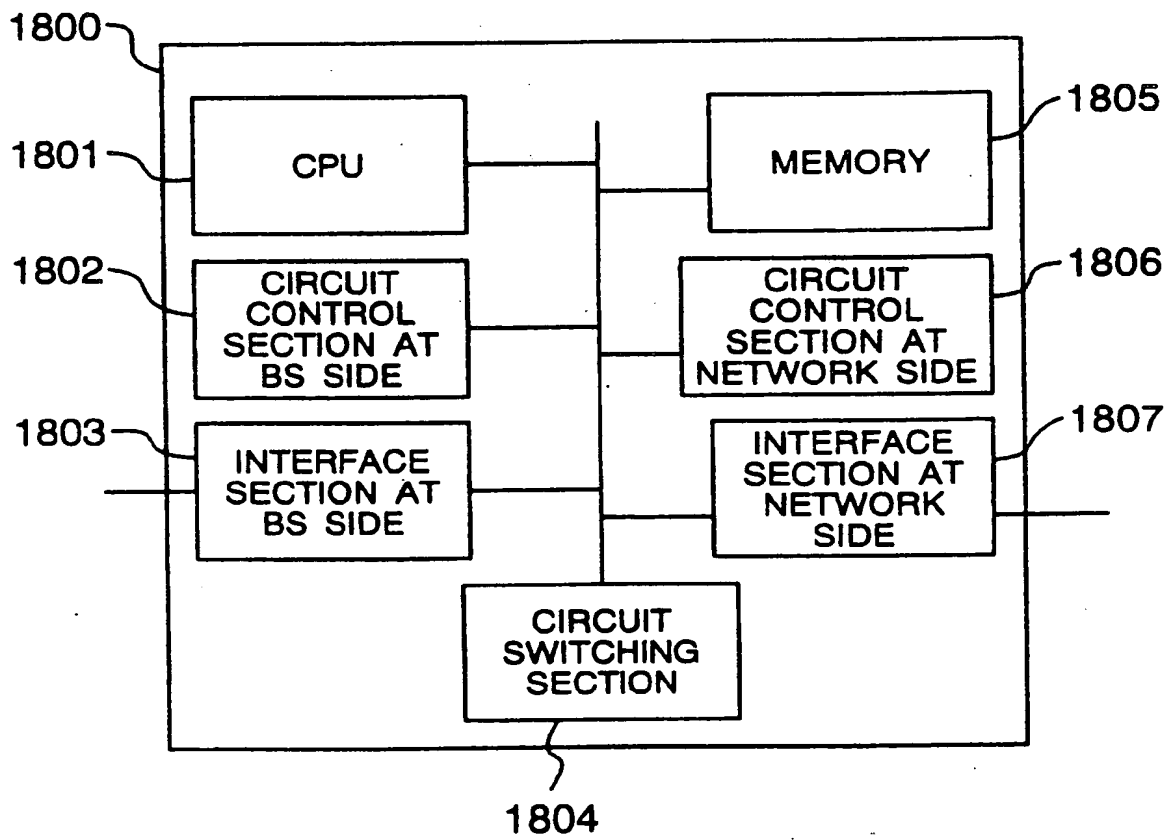 1800
1801
CPU
1805
MEMORY
1802
CIRCUIT
CONTROL
SECTION AT
BS SIDE
1806
CIRCUIT
CONTROL
SECTION AT
NETWORK SIDE
1803
INTERFACE
SECTION AT
BS SIDE
1807
INTERFACE
SECTION AT
NETWORK
SIDE
CIRCUIT
SWITCHING
SECTION
1804